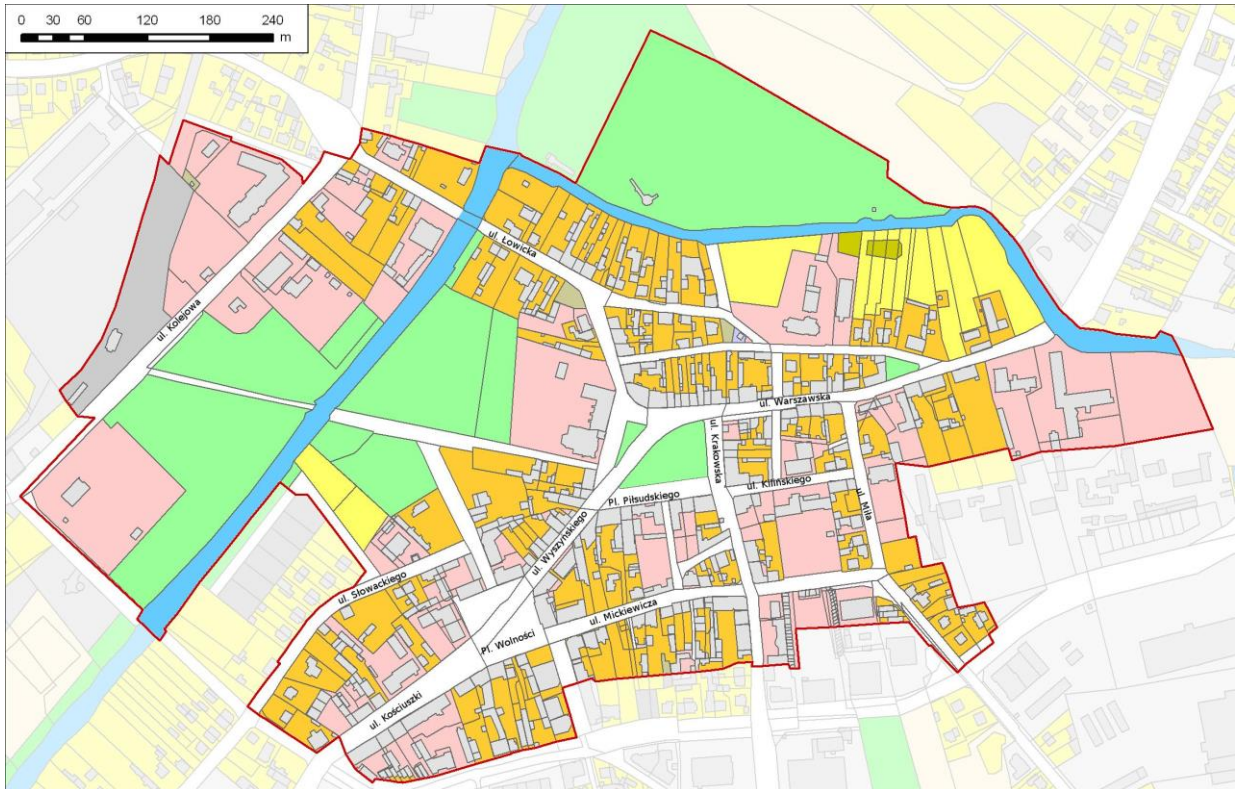 0 30 60 120 180 240
m
ul. Łowicka
ul. Kolejowa
ul. Warszawska
ul. Krakowska
ul. Kilińskiego
Pl. Piłsudskiego
ul. Miła
ul. Wyszyńskiego
ul. Słowackiego
ul. Mickiewicza
Pl. Wolności
ul. Kościuszki